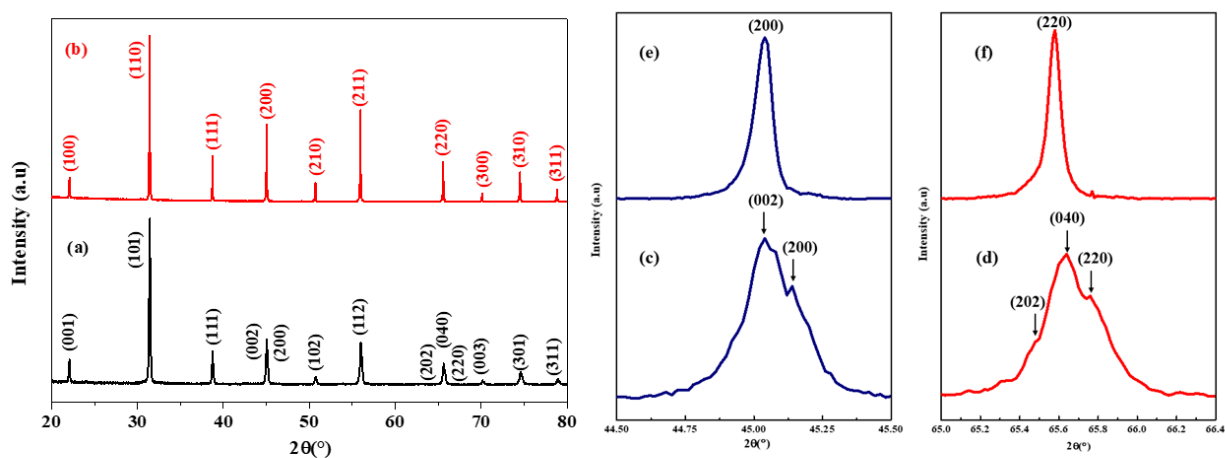 (b)
(100)
(110)
(111)
(200)
(210)
(211)
(220)
(300)
(310)
(311)
(a)
(001)
(101)
(111)
(002)
(200)
(102)
(112)
(202)
(040)
(220)
(003)
(301)
(311)
Intensity (a.u)
20 30 40 50 60 70 80
2θ(°)
(e)
(200)
(c)
(002)
(200)
Intensity (a.u)
44.50 44.75 45.00 45.25 45.50
2θ(°)
(f)
(220)
(d)
(202)
(040)
(220)
Intensity (a.u)
65.0 65.2 65.4 65.6 65.8 66.0 66.2 66.4
2θ(°)